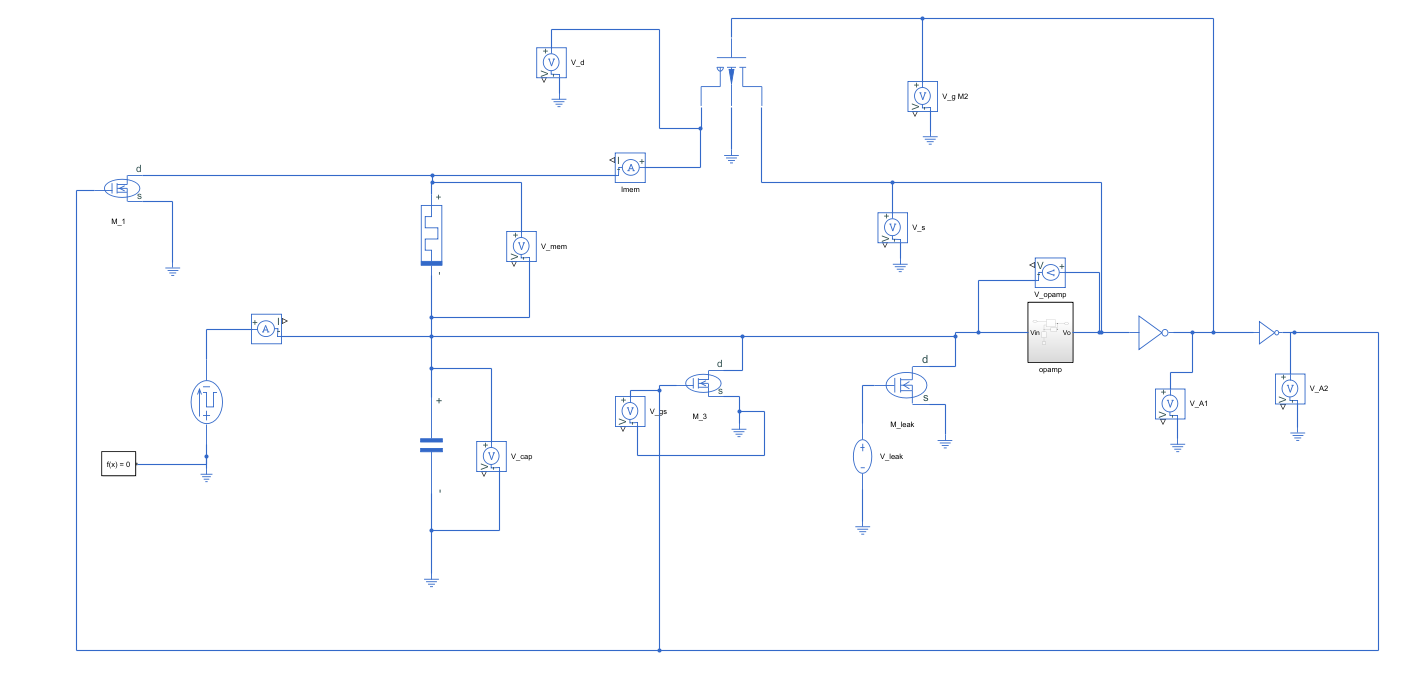 +
V
V_d
+
V
V_g M2
d
I
A
+
Imem
S
M_1
+
+
V
V_mem
-
+
V
V_s
V
+
V
V_opamp
+
A
I
Vin
Vo
opamp
d
S
M_3
d
S
M_leak
+
V
V_gs
+
V
V_A1
+
V
V_A2
−
+
+
+
V
V_cap
+
−
V_leak
f(x) = 0
-